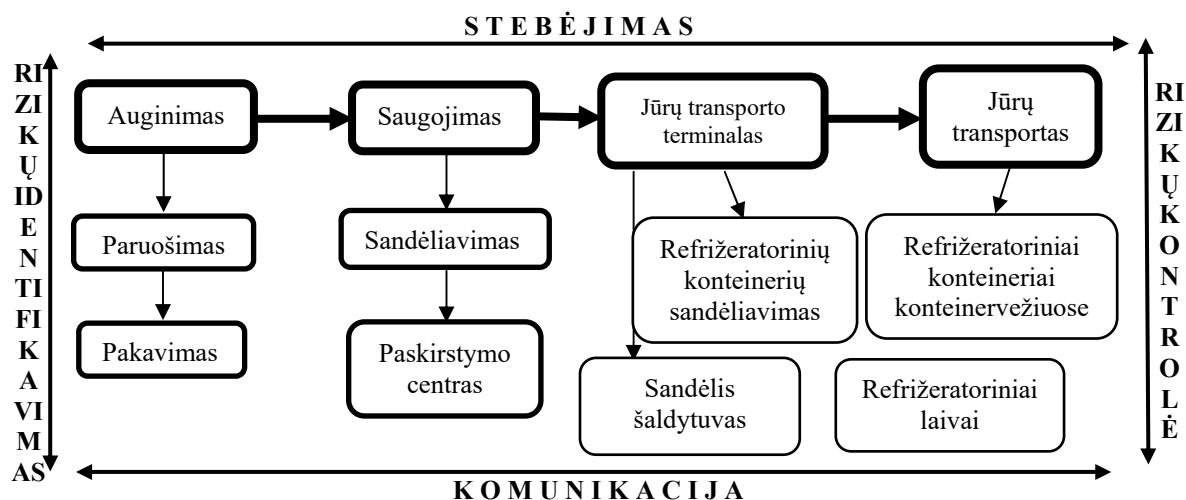 S T E B Ė J I M A S
RI
ZI
K
Ų
ID
E
N
TI
FI
K
A
VI
M
AS
Auginimas
Saugojimas
Jūrų transporto
terminalas
Jūrų
transportas
Paruošimas
Sandėliavimas
Refrižeratorinių
konteinerių
sandėliavimas
Refrižeratoriniai
konteineriai
konteinervežiuose
Pakavimas
Paskirstymo
centras
Sandėlis
šaldytuvas
Refrižeratoriniai
laivai
RI
ZI
K
Ų
K
O
N
T
R
O
L
Ė
K O M U N I K A C I J A